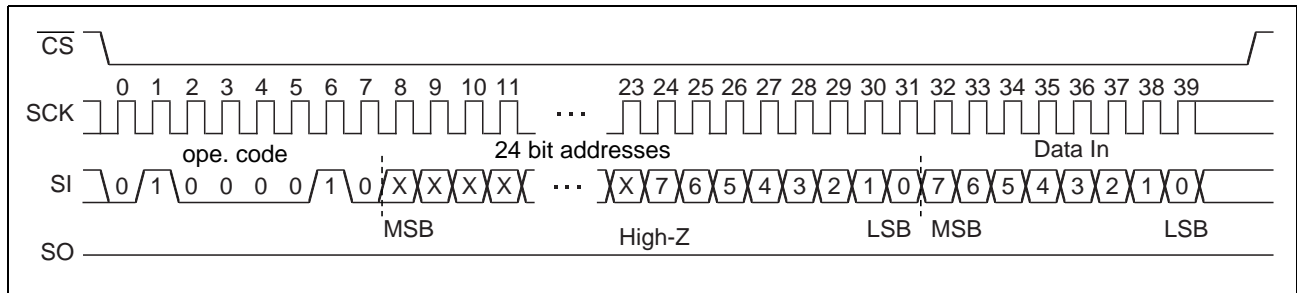 CS
0 1 2 3 4 5 6 7 8 9 10 11 23 24 25 26 27 28 29 30 31 32 33 34 35 36 37 38 39
SCK ...
ope. code 24 bit addresses Data In
SI 0 1 0 0 0 0 1 0 X X X X ... X 7 6 5 4 3 2 1 0 7 6 5 4 3 2 1 0
MSB High-Z LSB MSB LSB
SO